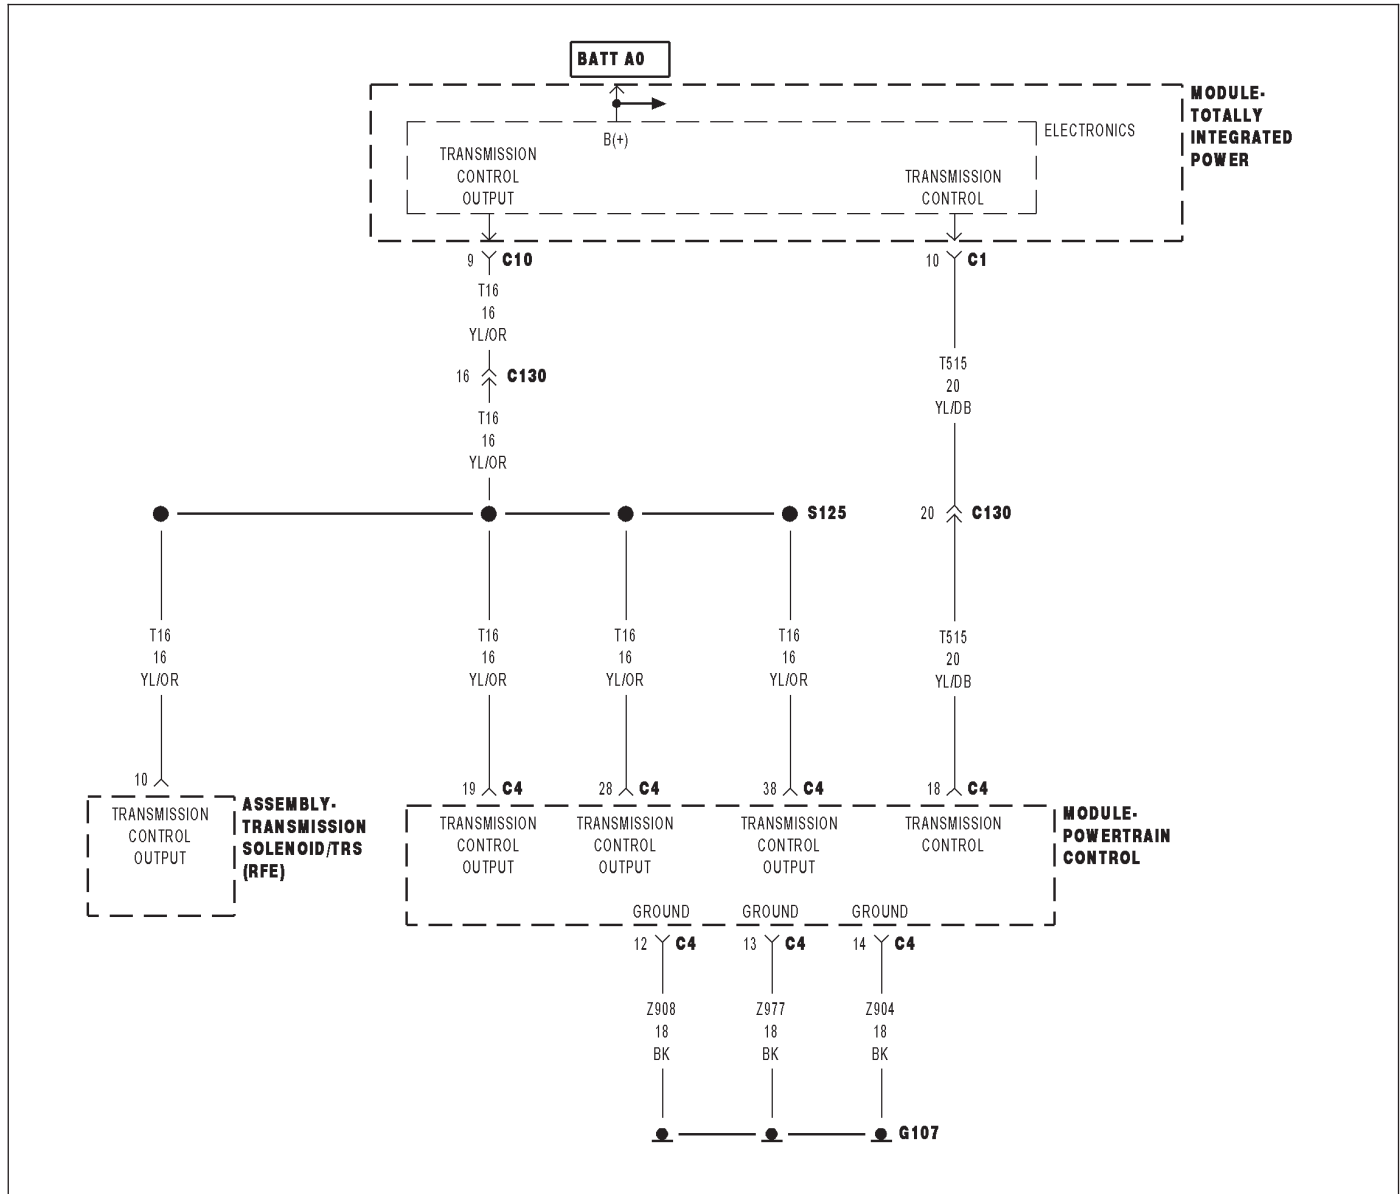 BATT A0
MODULE-
TOTALLY
INTEGRATED
POWER
ELECTRONICS
B(+)
TRANSMISSION
CONTROL
OUTPUT
TRANSMISSION
CONTROL
9 C10
10 C1
T16
16
YL/OR
T515
20
YL/DB
16 C130
T16
16
YL/OR
S125
20 C130
T16
16
YL/OR
T16
16
YL/OR
T16
16
YL/OR
T16
16
YL/OR
T515
20
YL/DB
10
19 C4
28 C4
38 C4
18 C4
TRANSMISSION
CONTROL
OUTPUT
ASSEMBLY-
TRANSMISSION
SOLENOID/TRS
(RFE)
TRANSMISSION
CONTROL
OUTPUT
TRANSMISSION
CONTROL
OUTPUT
TRANSMISSION
CONTROL
OUTPUT
TRANSMISSION
CONTROL
MODULE-
POWERTRAIN
CONTROL
GROUND
GROUND
GROUND
12 C4
13 C4
14 C4
Z908
18
BK
Z977
18
BK
Z904
18
BK
G107